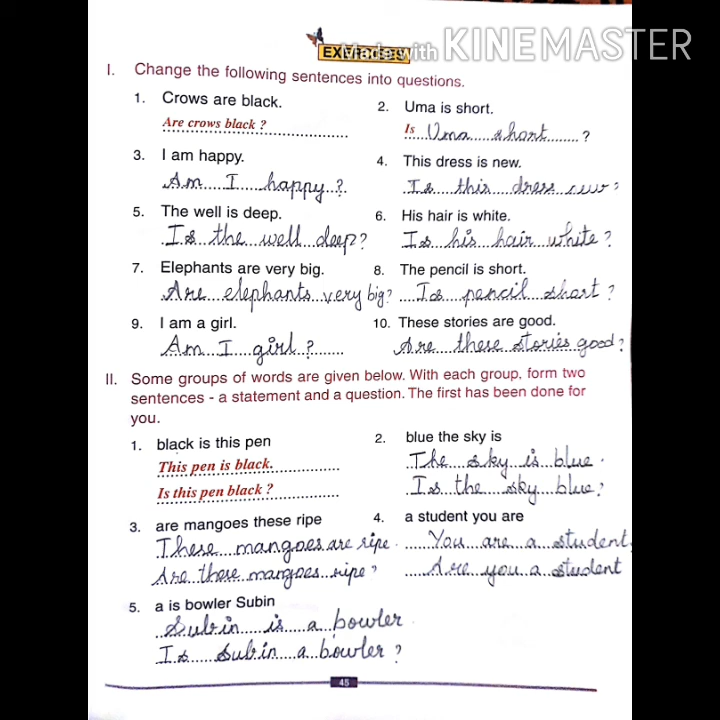 EXERCISES
Made with KINEMASTER
I. Change the following sentences into questions.
1. Crows are black.
Are crows black ?
2. Uma is short.
Is Uma short ?
3. I am happy.
Am I happy ?
4. This dress is new.
Is this dress new?
5. The well is deep.
Is the well deep?
6. His hair is white.
Is his hair white?
7. Elephants are very big.
Are elephants very big?
8. The pencil is short.
Is pencil short ?
9. I am a girl.
Am I girl ?
10. These stories are good.
Are these stories good?
II. Some groups of words are given below. With each group, form two
sentences - a statement and a question. The first has been done for
you.
1. black is this pen
This pen is black.
Is this pen black ?
2. blue the sky is
The sky is blue.
Is the sky blue?
3. are mangoes these ripe
These mangoes are ripe.
Are these mangoes ripe?
4. a student you are
You are a student.
Are you a student
5. a is bowler Subin
Subin is a bowler.
Is Subin a bowler ?
45